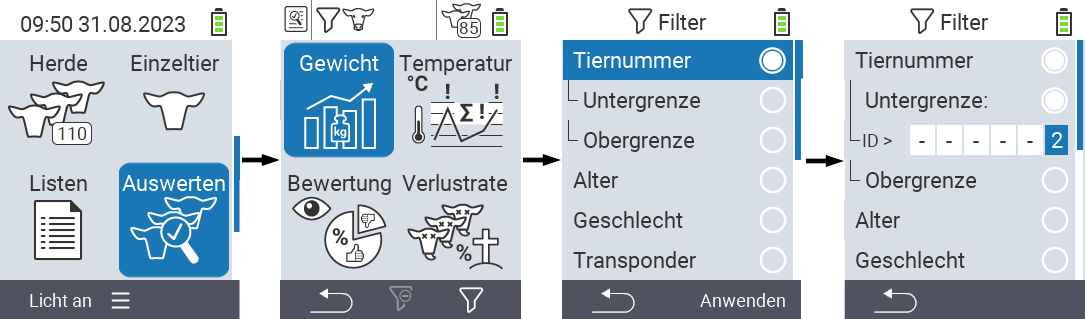 09:50 31.08.2023
Herde
Einzeltier
110
Listen
Auswerten
Licht an
85
Gewicht
Temperatur
kg
°C
! !
Σ !
Bewertung
Verlustrate
%
%
Filter
Tiernummer
Untergrenze
Obergrenze
Alter
Geschlecht
Transponder
Anwenden
Filter
Tiernummer
Untergrenze:
ID > - - - - - 2
Obergrenze
Alter
Geschlecht